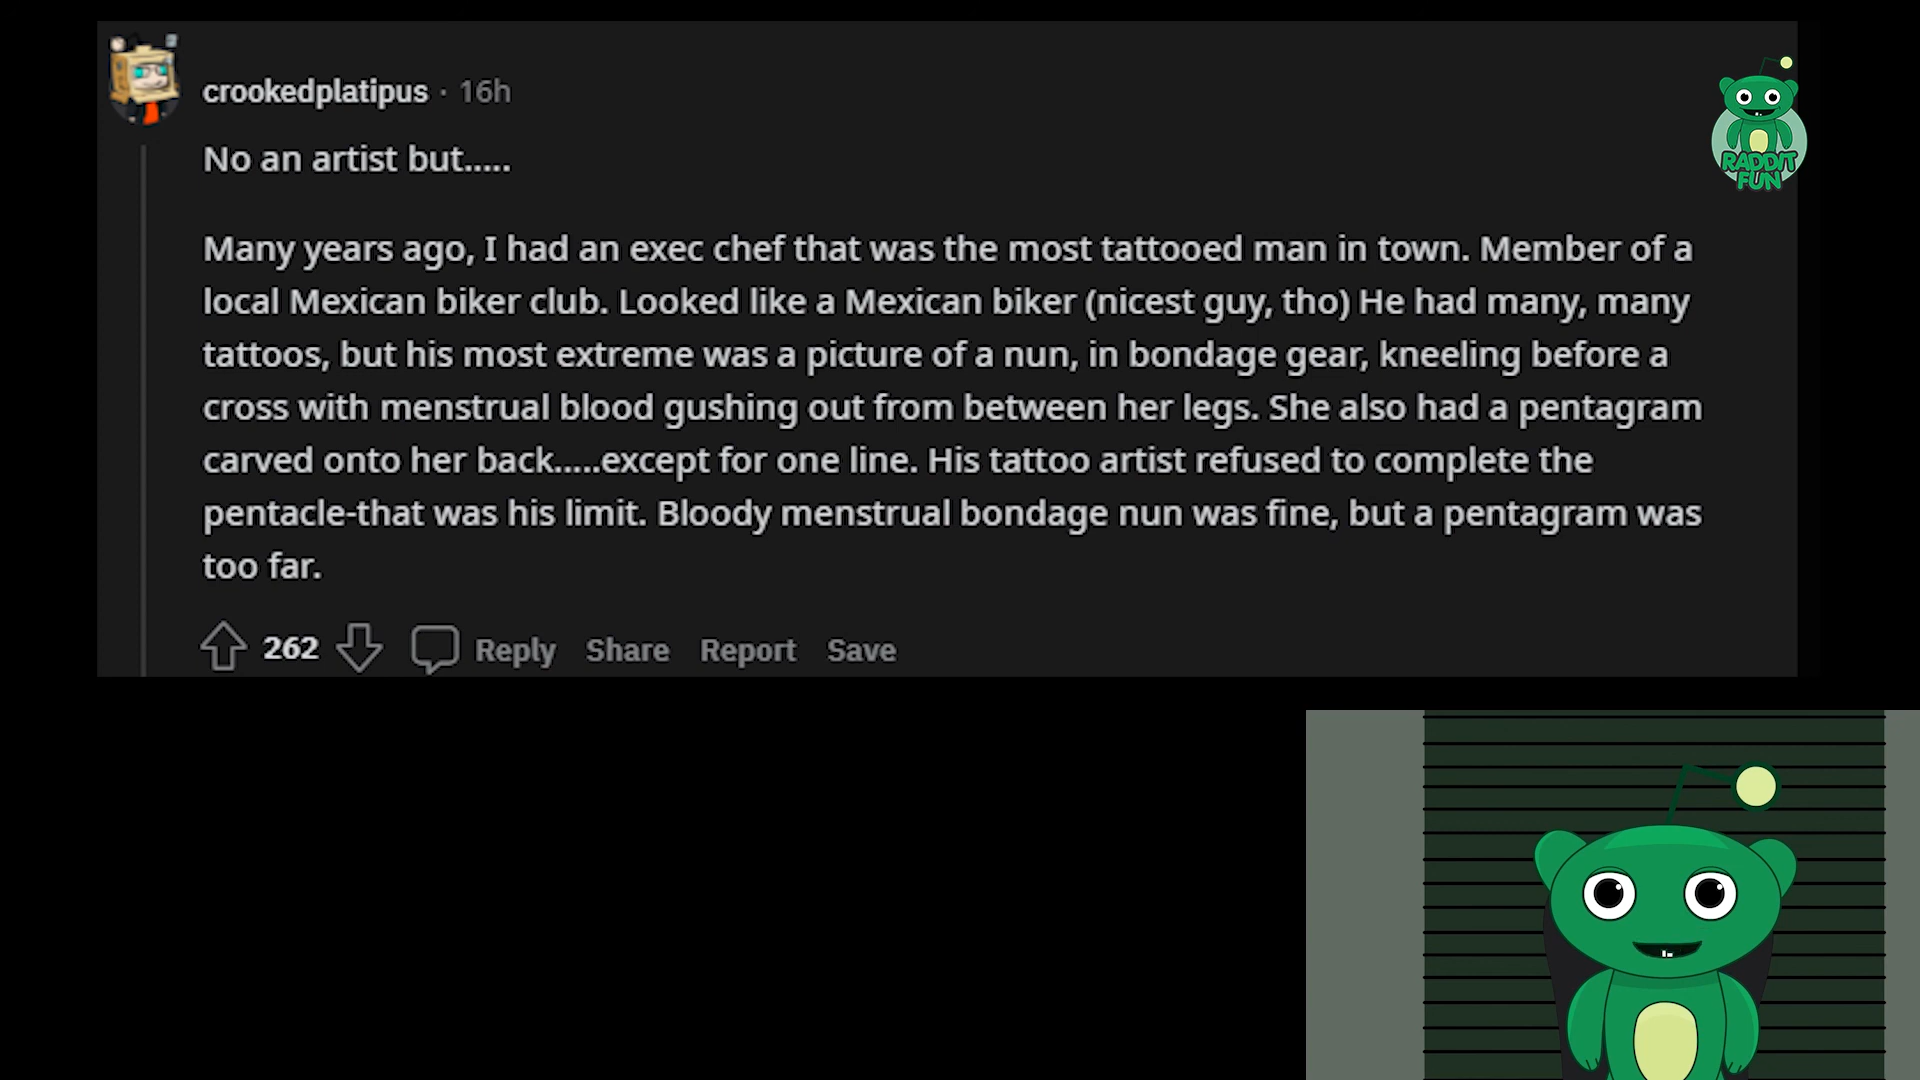 crookedplatipus · 16h
No an artist but.....
Many years ago, I had an exec chef that was the most tattooed man in town. Member of a
local Mexican biker club. Looked like a Mexican biker (nicest guy, tho) He had many, many
tattoos, but his most extreme was a picture of a nun, in bondage gear, kneeling before a
cross with menstrual blood gushing out from between her legs. She also had a pentagram
carved onto her back.....except for one line. His tattoo artist refused to complete the
pentacle-that was his limit. Bloody menstrual bondage nun was fine, but a pentagram was
too far.
262 Reply Share Report Save
RADDIT
FUN